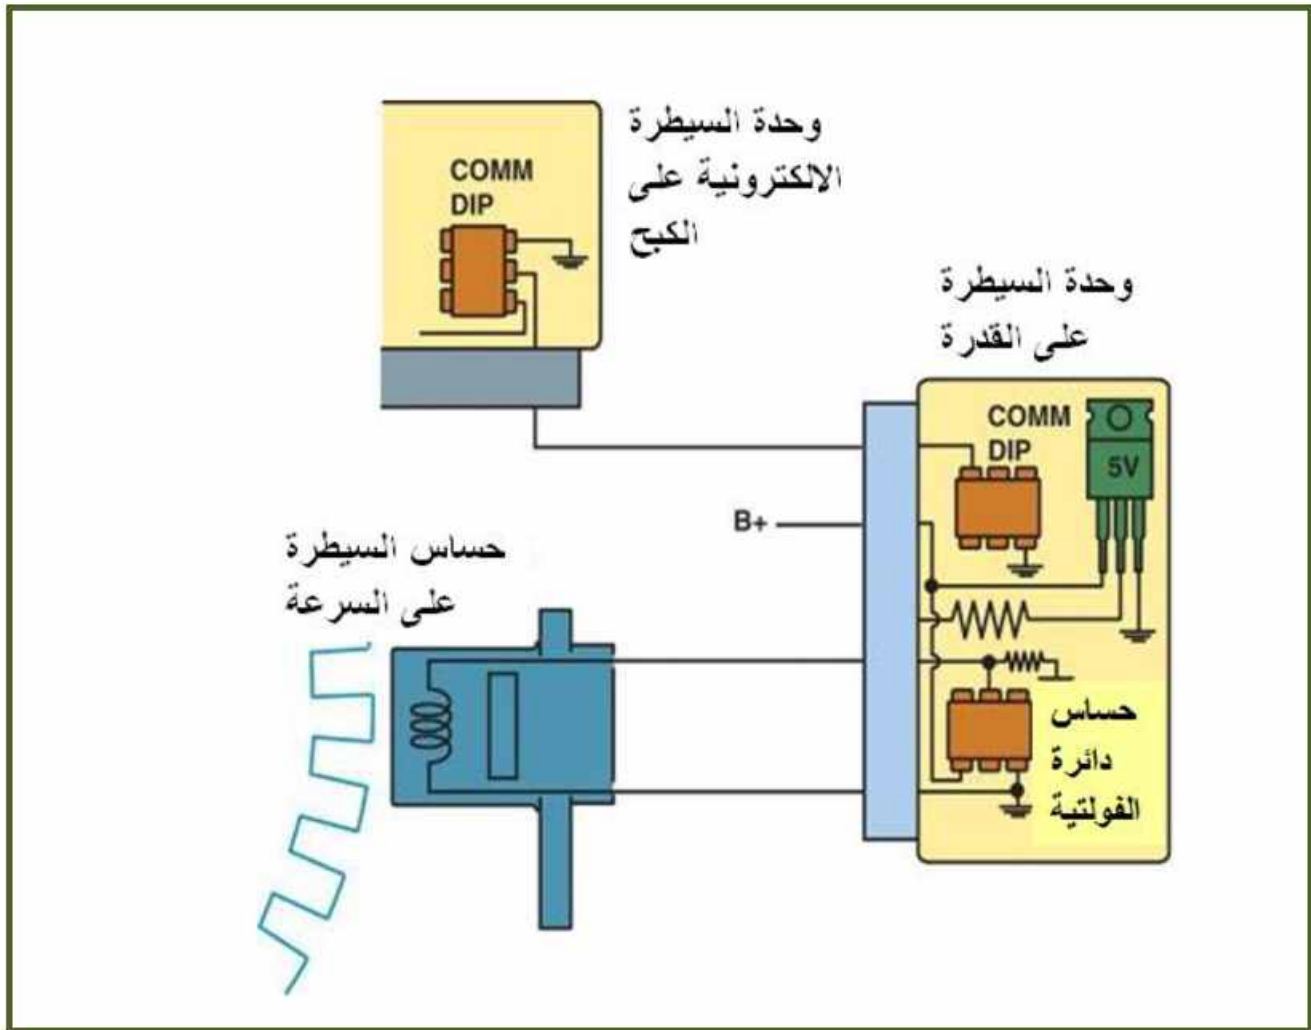 وحدة السيطرة
الالكترونية على
الكبح
COMM
DIP
وحدة السيطرة
على القدرة
COMM
DIP
5V
B+
حساس السيطرة
على السرعة
حساس
دائرة
الفولتية